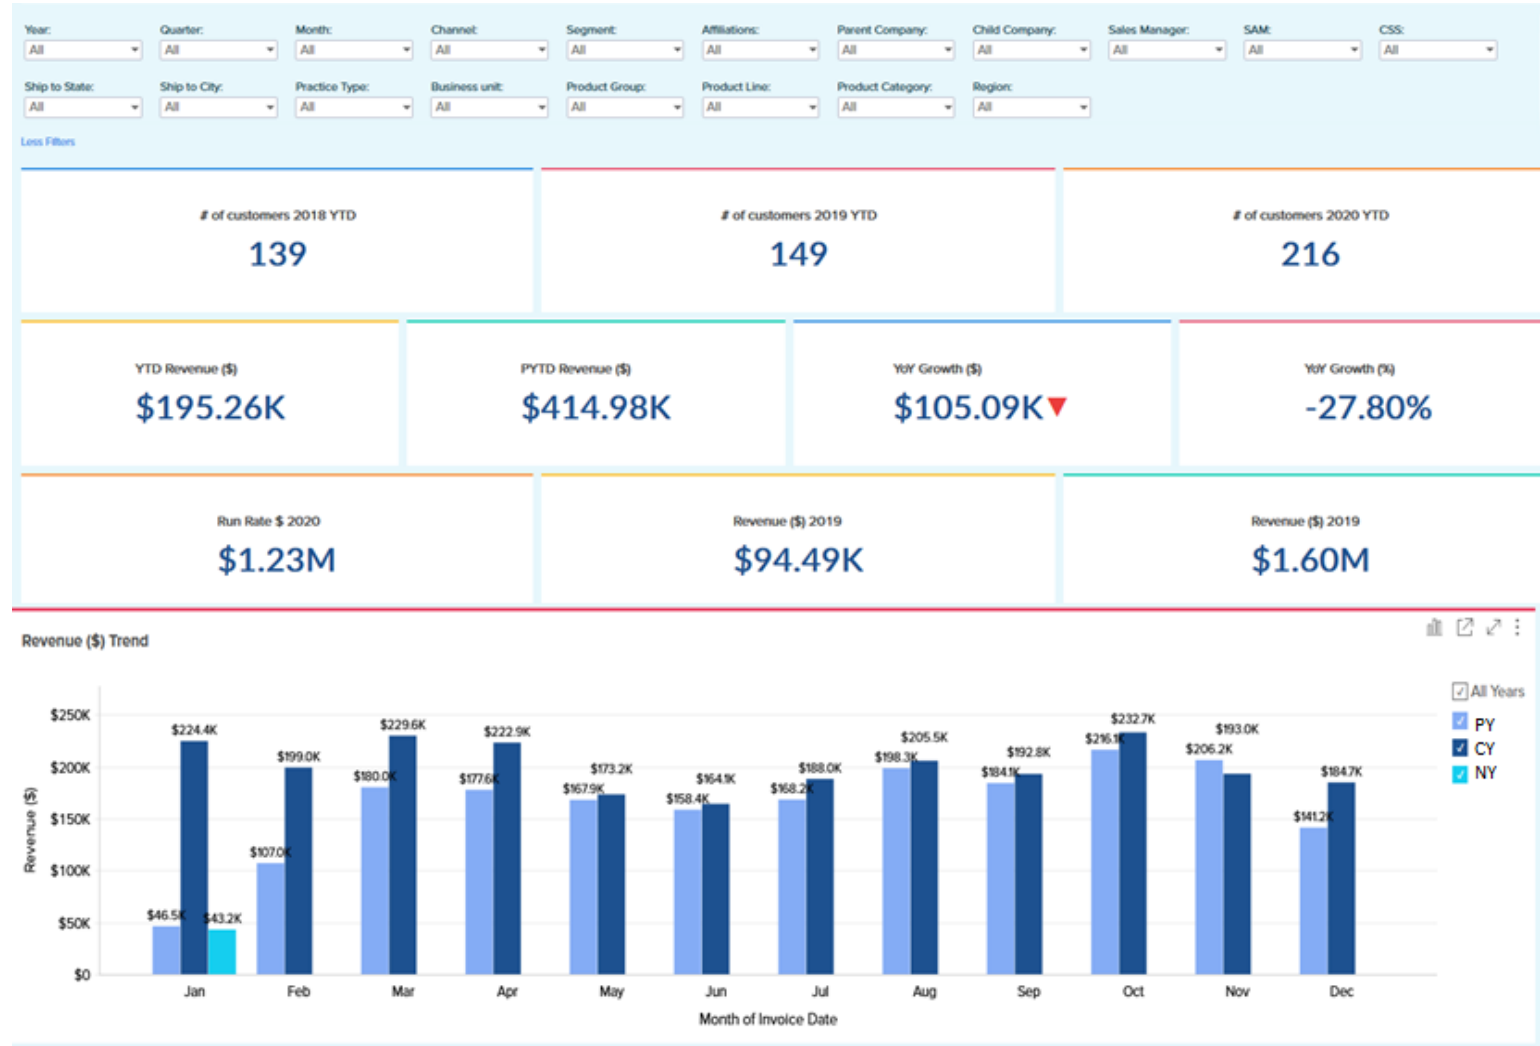 Year: Quarter: Month: Channel: Segment: Affiliations: Parent Company: Child Company: Sales Manager: SAM: CSS:
All All All All All All All All All All All
Ship to State: Ship to City: Practice Type: Business unit: Product Group: Product Line: Product Category: Region:
All All All All All All All All
Less Filters
# of customers 2018 YTD # of customers 2019 YTD # of customers 2020 YTD
139 149 216
YTD Revenue ($) PYTD Revenue ($) YoY Growth ($) YoY Growth (%)
$195.26K $414.98K $105.09K▼ -27.80%
Run Rate $ 2020 Revenue ($) 2019 Revenue ($) 2019
$1.23M $94.49K $1.60M
Revenue ($) Trend
All Years
PY
CY
NY
Revenue ($)
$250K
$200K
$150K
$100K
$50K
$0
$46.5K $224.4K $43.2K
$107.0K $199.0K
$180.0K $229.6K
$177.6K $222.9K
$167.9K $173.2K
$158.4K $164.1K
$168.2K $188.0K
$198.3K $205.5K
$184.1K $192.8K
$216.1K $232.7K
$206.2K $193.0K
$141.2K $184.7K
Jan Feb Mar Apr May Jun Jul Aug Sep Oct Nov Dec
Month of Invoice Date